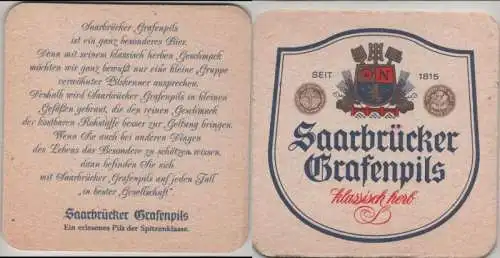 Saarbrücker Grafenpils
ist ein ganz besonderes Bier.
Denn mit seinem klassisch herben Geschmack
möchten wir ganz bewußt nur eine kleine Gruppe
verwöhnter Pilskenner ansprechen.
Deshalb wird Saarbrücker Grafenpils in kleinen
Gefäßen gebraut, die den reinen Geschmack
der kostbaren Rohstoffe besser zur Geltung bringen.
Wenn Sie auch bei anderen Dingen
des Lebens das Besondere zu schätzen wissen,
dann befinden Sie sich
mit Saarbrücker Grafenpils auf jeden Fall
„in bester Gesellschaft“
Saarbrücker Grafenpils
Ein erlesenes Pils der Spitzenklasse.
G N
SEIT 1815
Saarbrücker
Grafenpils
klassisch herb